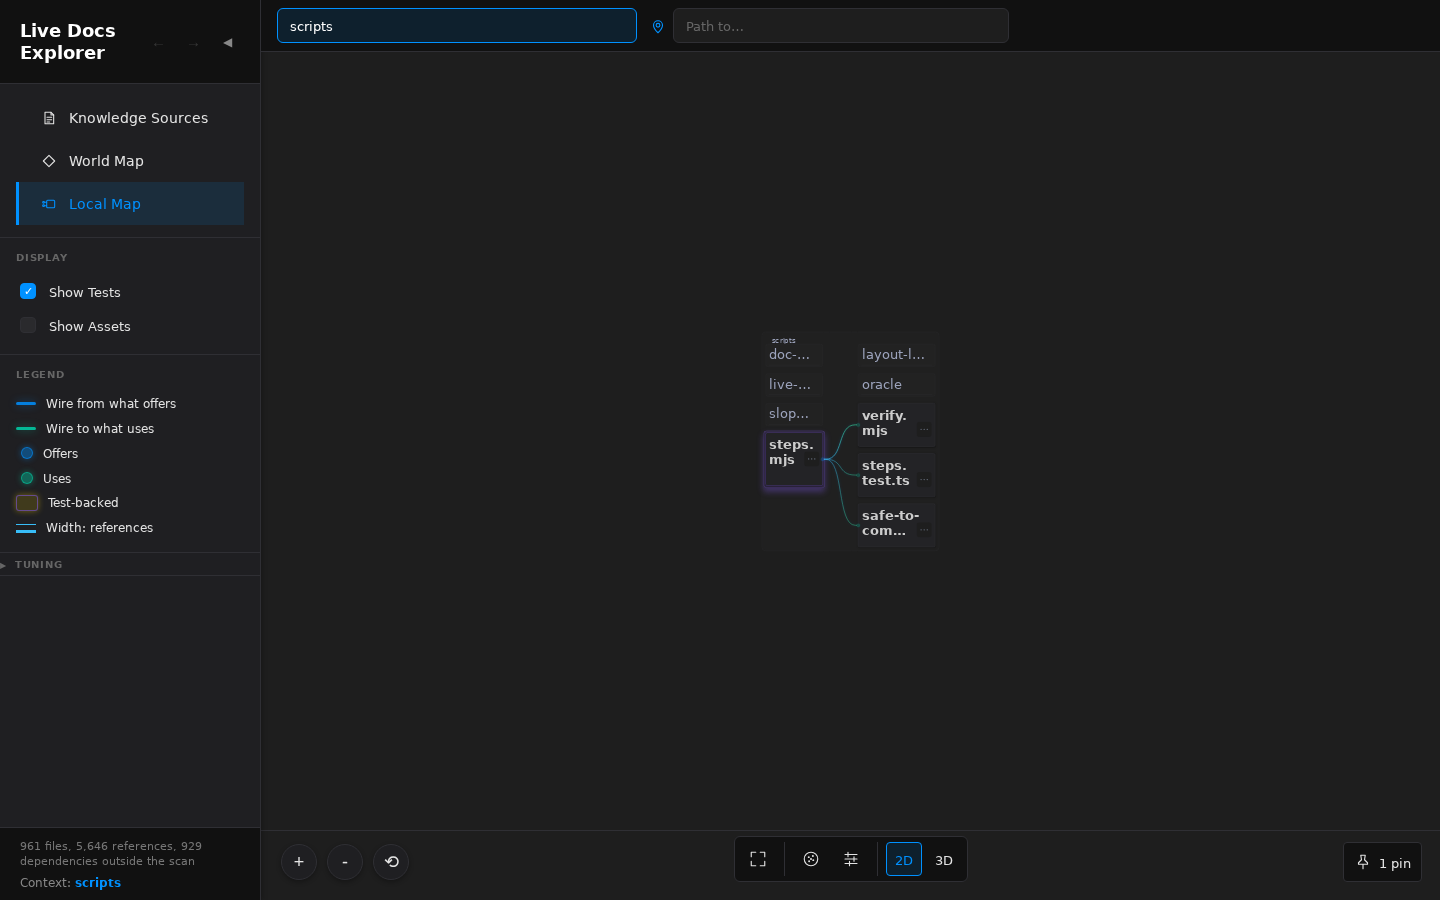 Live Docs
Explorer
scripts
Path to...
Knowledge Sources
World Map
Local Map
DISPLAY
Show Tests
Show Assets
LEGEND
Wire from what offers
Wire to what uses
Offers
Uses
Test-backed
Width: references
TUNING
961 files, 5,646 references, 929
dependencies outside the scan
Context: scripts
scripts
doc-...
layout-l...
live-...
oracle
slop...
verify.
mjs
...
steps.
mjs
...
steps.
test.ts
...
safe-to-
com...
...
+
-
2D
3D
1 pin